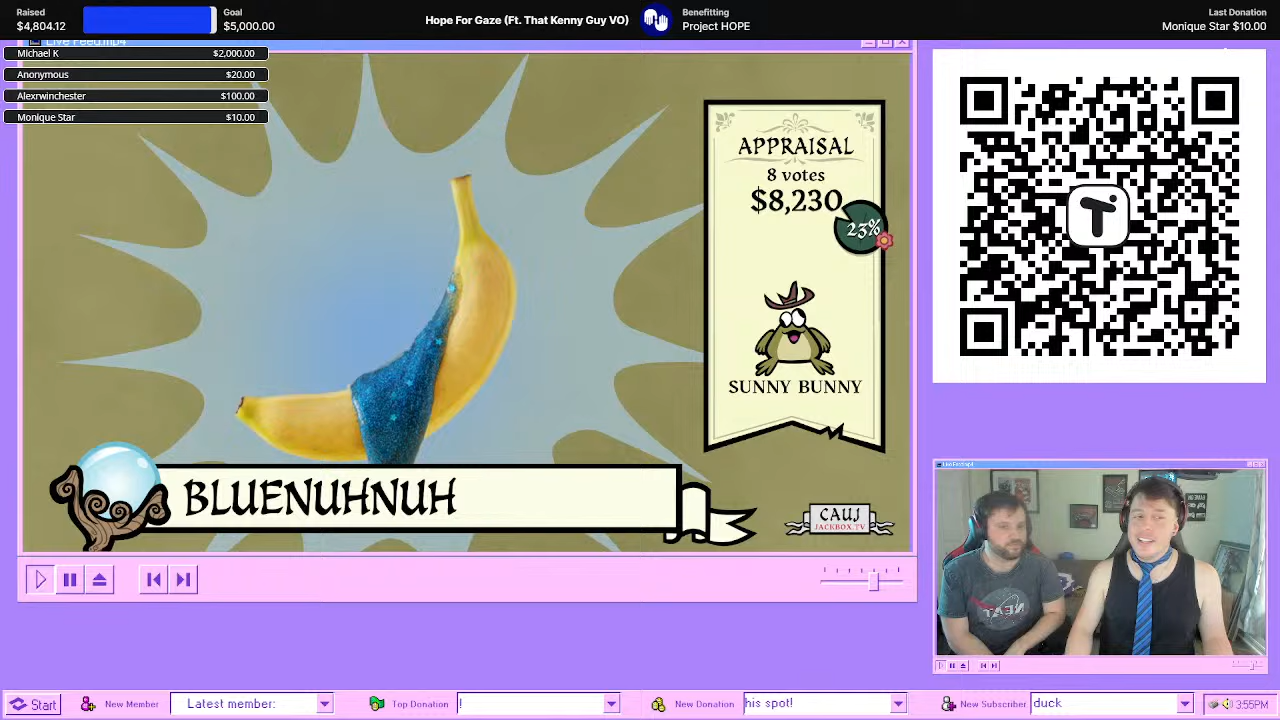 Raised
$4,804.12
Goal
$5,000.00
Hope For Gaze (Ft. That Kenny Guy VO)
Benefitting
Project HOPE
Last Donation
Monique Star $10.00
Live Feed.mp4
Michael K $2,000.00
Anonymous $20.00
Alexrwinchester $100.00
Monique Star $10.00
APPRAISAL
8 votes
$8,230
23%
SUNNY BUNNY
BLUENUHNUH
CAUJ
JACKBOX.TV
T
Start
New Member
Latest member:
Top Donation
!
New Donation
his spot!
New Subscriber
duck
3:55PM